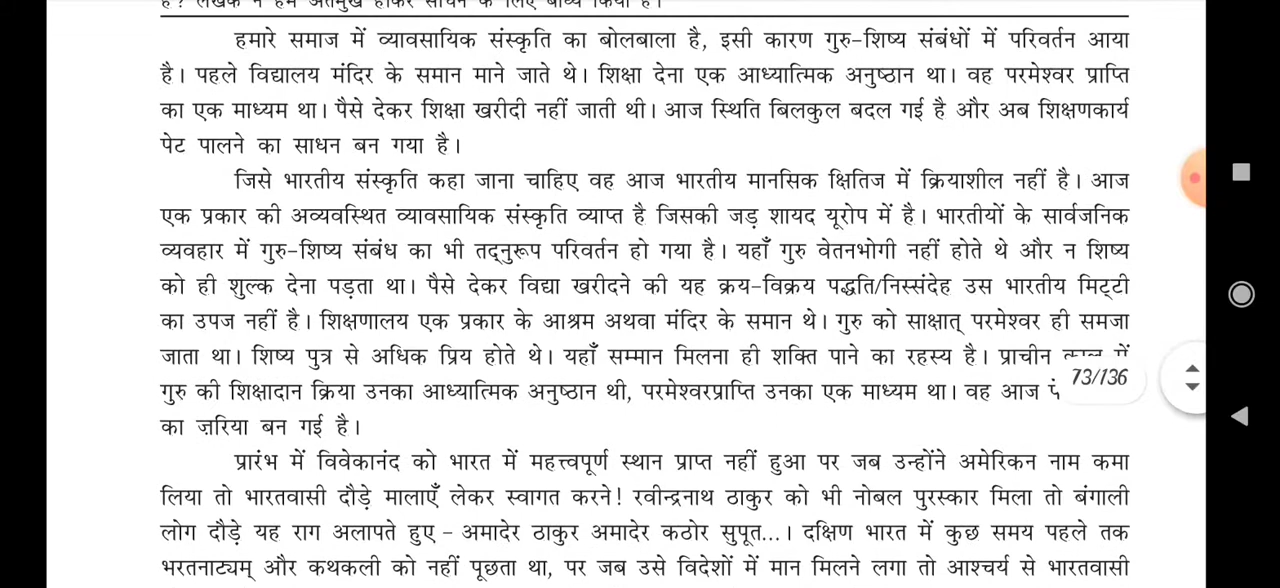 हमारे समाज में व्यावसायिक संस्कृति का बोलबाला है, इसी कारण गुरु-शिष्य संबंधों में परिवर्तन आया
है। पहले विद्यालय मंदिर के समान माने जाते थे। शिक्षा देना एक आध्यात्मिक अनुष्ठान था। वह परमेश्वर प्राप्ति
का एक माध्यम था। पैसे देकर शिक्षा खरीदी नहीं जाती थी। आज स्थिति बिलकुल बदल गई है और अब शिक्षणकार्य
पेट पालने का साधन बन गया है।
जिसे भारतीय संस्कृति कहा जाना चाहिए वह आज भारतीय मानसिक क्षितिज में क्रियाशील नहीं है। आज
एक प्रकार की अव्यवस्थित व्यावसायिक संस्कृति व्याप्त है जिसकी जड़ शायद यूरोप में है। भारतीयों के सार्वजनिक
व्यवहार में गुरु-शिष्य संबंध का भी तद्नुरूप परिवर्तन हो गया है। यहाँ गुरु वेतनभोगी नहीं होते थे और न शिष्य
को ही शुल्क देना पड़ता था। पैसे देकर विद्या खरीदने की यह क्रय-विक्रय पद्धति/निस्संदेह उस भारतीय मिट्टी
का उपज नहीं है। शिक्षणालय एक प्रकार के आश्रम अथवा मंदिर के समान थे। गुरु को साक्षात् परमेश्वर ही समजा
जाता था। शिष्य पुत्र से अधिक प्रिय होते थे। यहाँ सम्मान मिलना ही शक्ति पाने का रहस्य है। प्राचीन
गुरु की शिक्षादान क्रिया उनका आध्यात्मिक अनुष्ठान थी, परमेश्वरप्राप्ति उनका एक माध्यम था। वह आज
73/136
का ज़रिया बन गई है।
प्रारंभ में विवेकानंद को भारत में महत्त्वपूर्ण स्थान प्राप्त नहीं हुआ पर जब उन्होंने अमेरिकन नाम कमा
लिया तो भारतवासी दौड़े मालाएँ लेकर स्वागत करने! रवीन्द्रनाथ ठाकुर को भी नोबल पुरस्कार मिला तो बंगाली
लोग दौड़े यह राग अलापते हुए - अमादेर ठाकुर अमादेर कठोर सुपूत...। दक्षिण भारत में कुछ समय पहले तक
भरतनाट्यम् और कथकली को नहीं पूछता था, पर जब उसे विदेशों में मान मिलने लगा तो आश्चर्य से भारतवासी